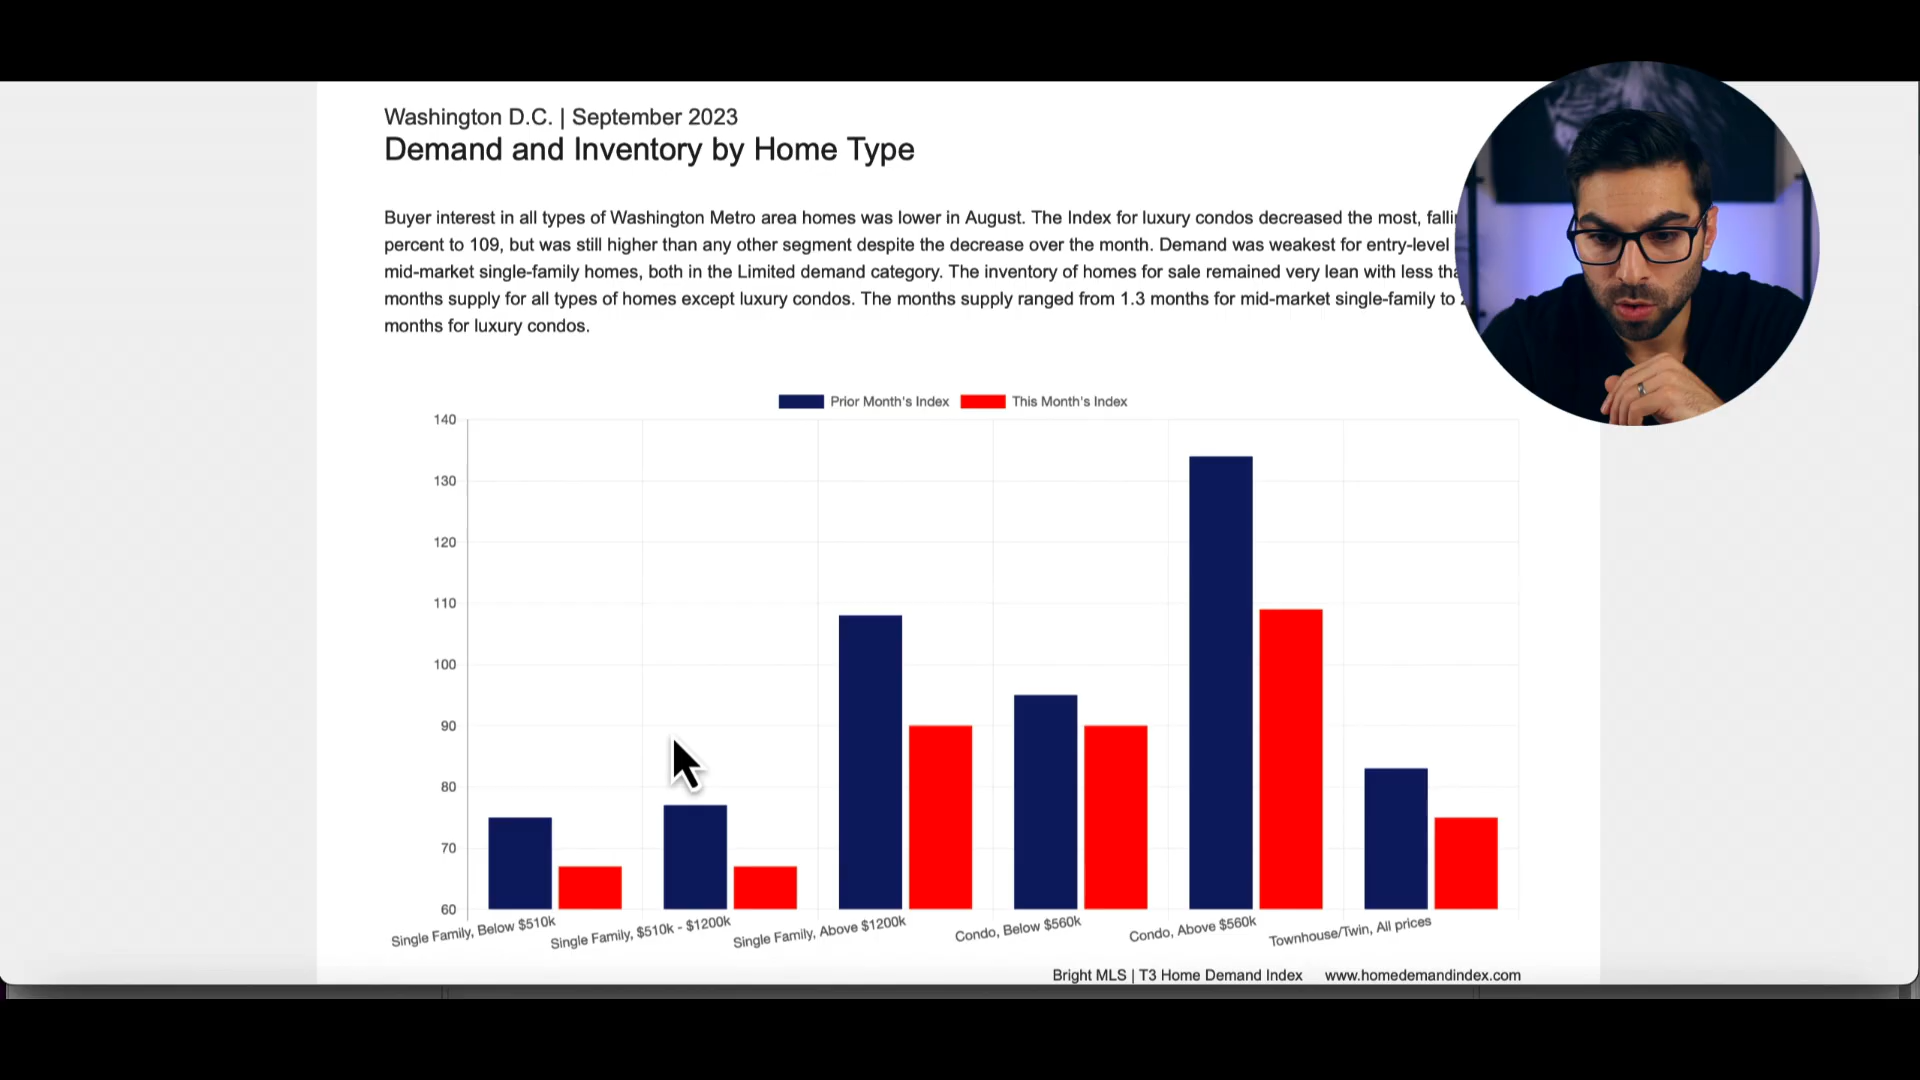 Washington D.C. | September 2023
Demand and Inventory by Home Type
Buyer interest in all types of Washington Metro area homes was lower in August. The Index for luxury condos decreased the most,
percent to 109, but was still higher than any other segment despite the decrease over the month. Demand was weakest for entry-level
mid-market single-family homes, both in the Limited demand category. The inventory of homes for sale remained very lean with less
months supply for all types of homes except luxury condos. The months supply ranged from 1.3 months for mid-market single-family to
months for luxury condos.
Prior Month's Index This Month's Index
140
130
120
110
100
90
80
70
60
Single Family, Below $510k
Single Family, $510k - $1200k
Single Family, Above $1200k
Condo, Below $560k
Condo, Above $560k
Townhouse/Twin, All prices
Bright MLS | T3 Home Demand Index www.homedemandindex.com